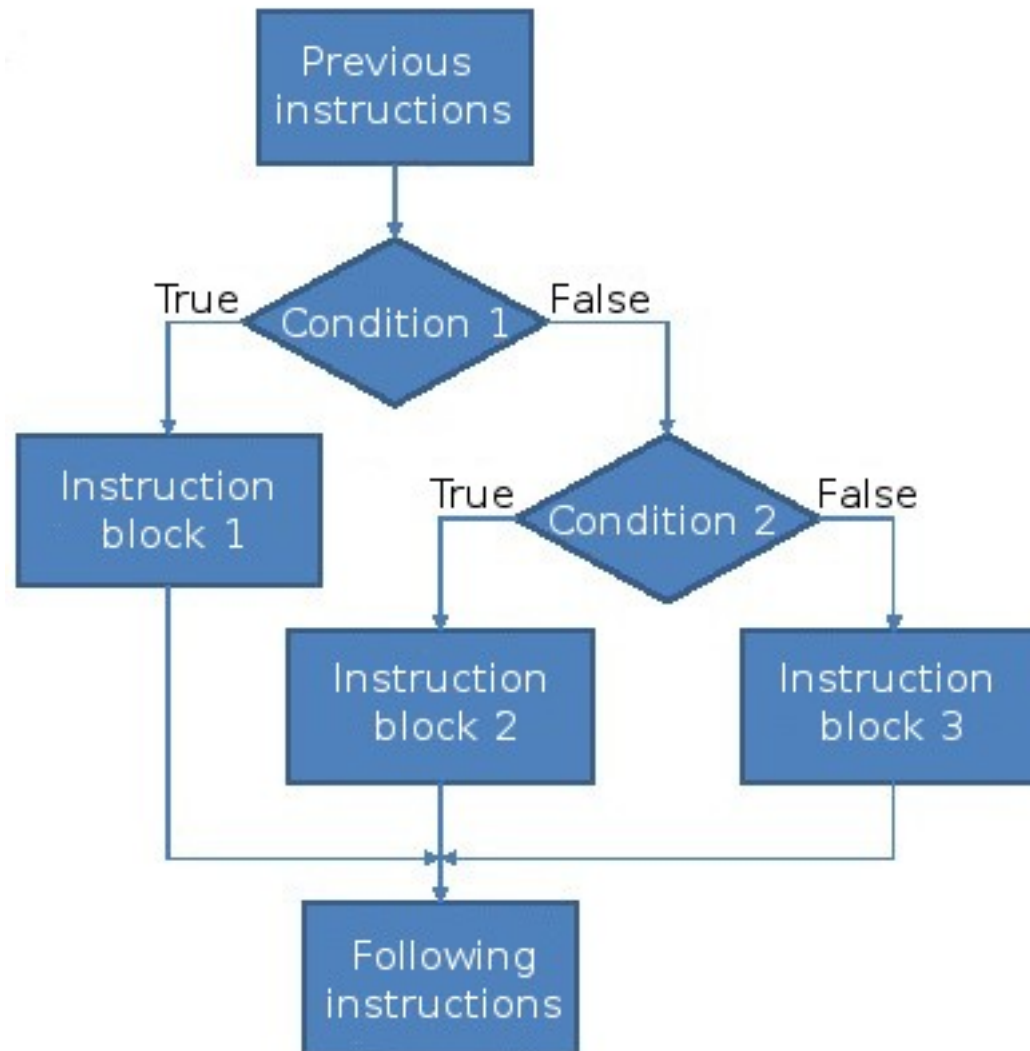 Previous
instructions
True
False
Condition 1
Instruction
block 1
True
False
Condition 2
Instruction
block 2
Instruction
block 3
Following
instructions